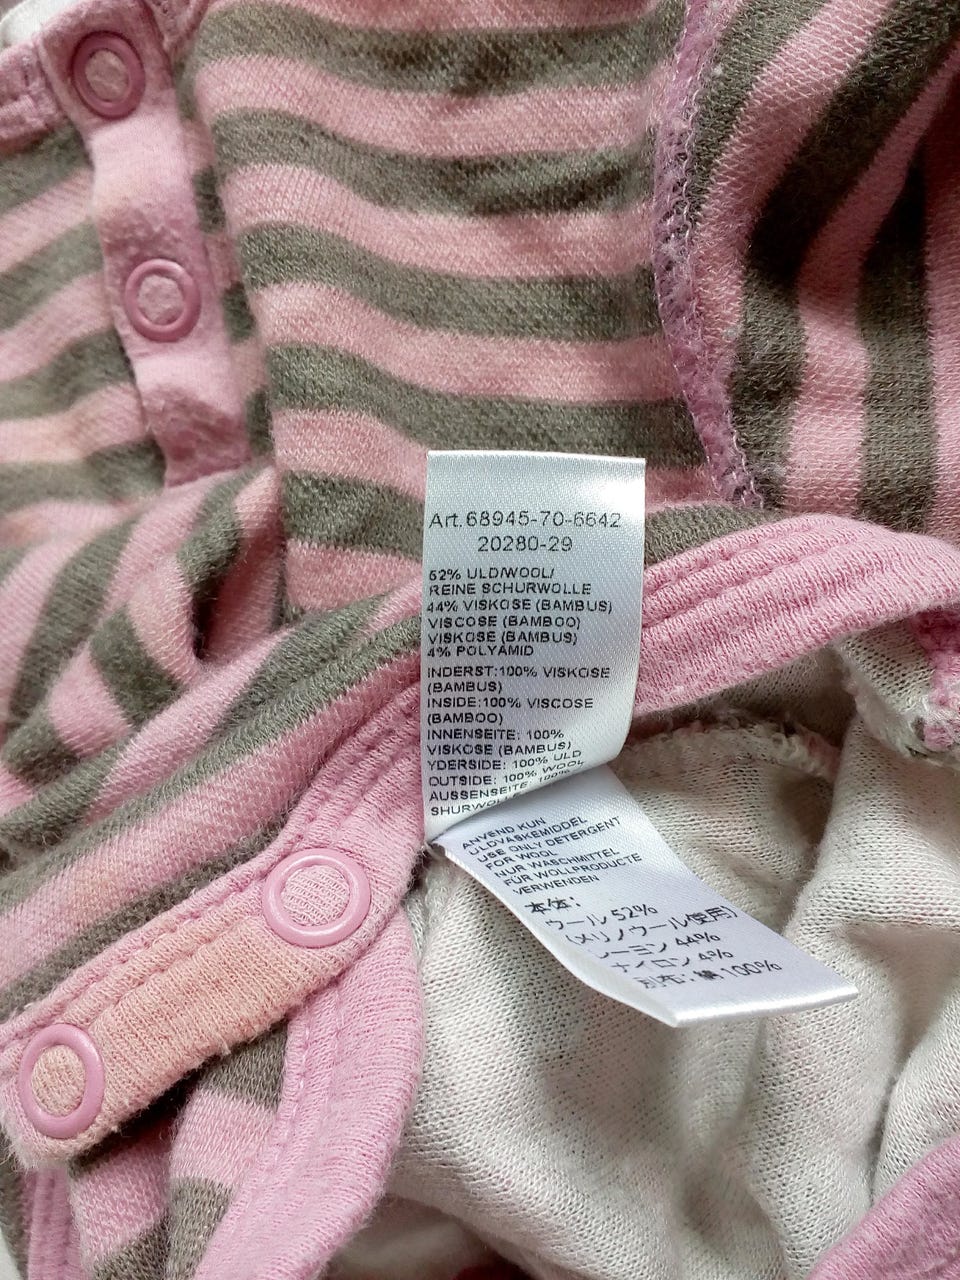 Art.68945-70-6642
20280-29
52% ULD/WOOL/
REINE SCHURWOLLE
44% VISKOSE (BAMBUS)
VISCOSE (BAMBOO)
VISKOSE (BAMBUS)
4% POLYAMID
INDERST:100% VISKOSE
(BAMBUS)
INSIDE:100% VISCOSE
(BAMBOO)
INNENSEITE: 100%
VISKOSE (BAMBUS)
YDERSIDE: 100% ULD
OUTSIDE: 100% WOOL
AUSSENSEITE: 100%
SHURWOLL
ANVEND KUN
ULDVASKEMIDDEL
USE ONLY DETERGENT
FOR WOOL
NUR WASCHMITTEL
FÜR WOLLPRODUCTE
VERWENDEN
本体:
ウール 52%
(メリノウール使用)
レーミン 44%
ナイロン 4%
別布: 綿 100%